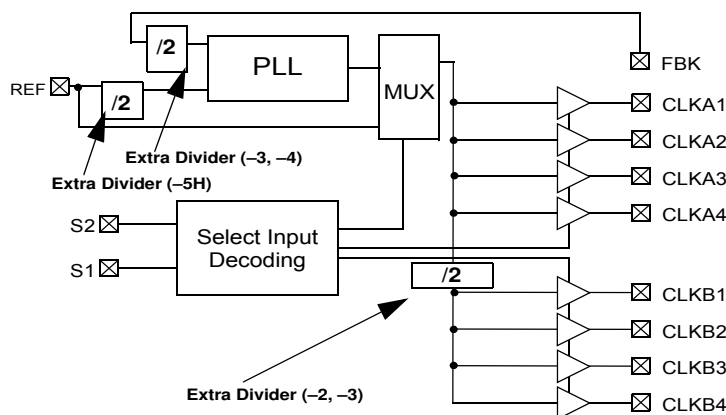 /2
PLL
MUX
FBK
REF
/2
CLKA1
CLKA2
CLKA3
CLKA4
Extra Divider (–3, –4)
Extra Divider (–5H)
S2
S1
Select Input
Decoding
/2
CLKB1
CLKB2
CLKB3
CLKB4
Extra Divider (–2, –3)